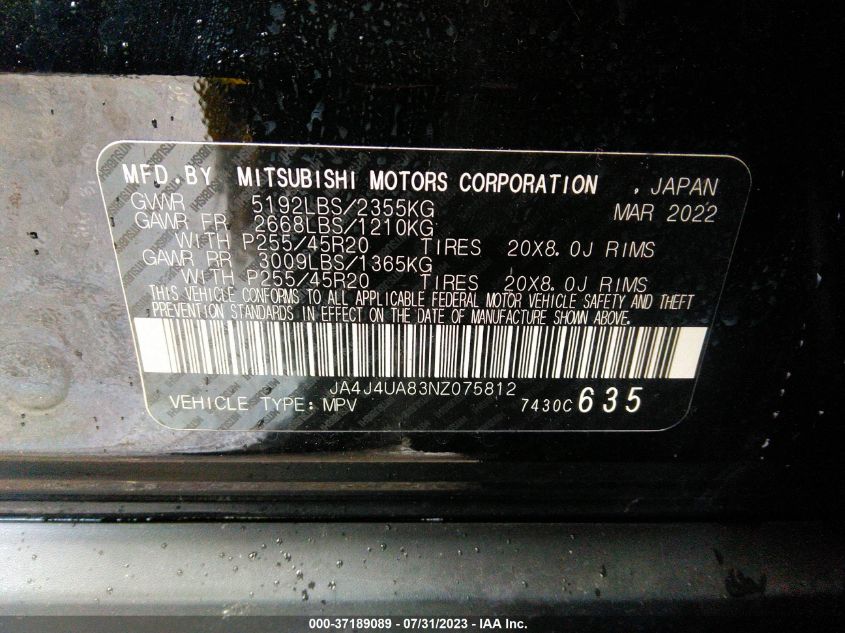 MFD.BY MITSUBISHI MOTORS CORPORATION , JAPAN
GVWR 5192LBS/2355KG MAR 2022
GAWR FR 2668LBS/1210KG
WITH P255/45R20 TIRES 20X8.0J RIMS
GAWR RR 3009LBS/1365KG
WITH P255/45R20 TIRES 20X8.0J RIMS
THIS VEHICLE CONFORMS TO ALL APPLICABLE FEDERAL MOTOR VEHICLE SAFETY AND THEFT
PREVENTION STANDARDS IN EFFECT ON THE DATE OF MANUFACTURE SHOWN ABOVE.
JA4J4UA83NZ075812
VEHICLE TYPE: MPV 7430C 635
000-37189089 - 07/31/2023 - IAA Inc.